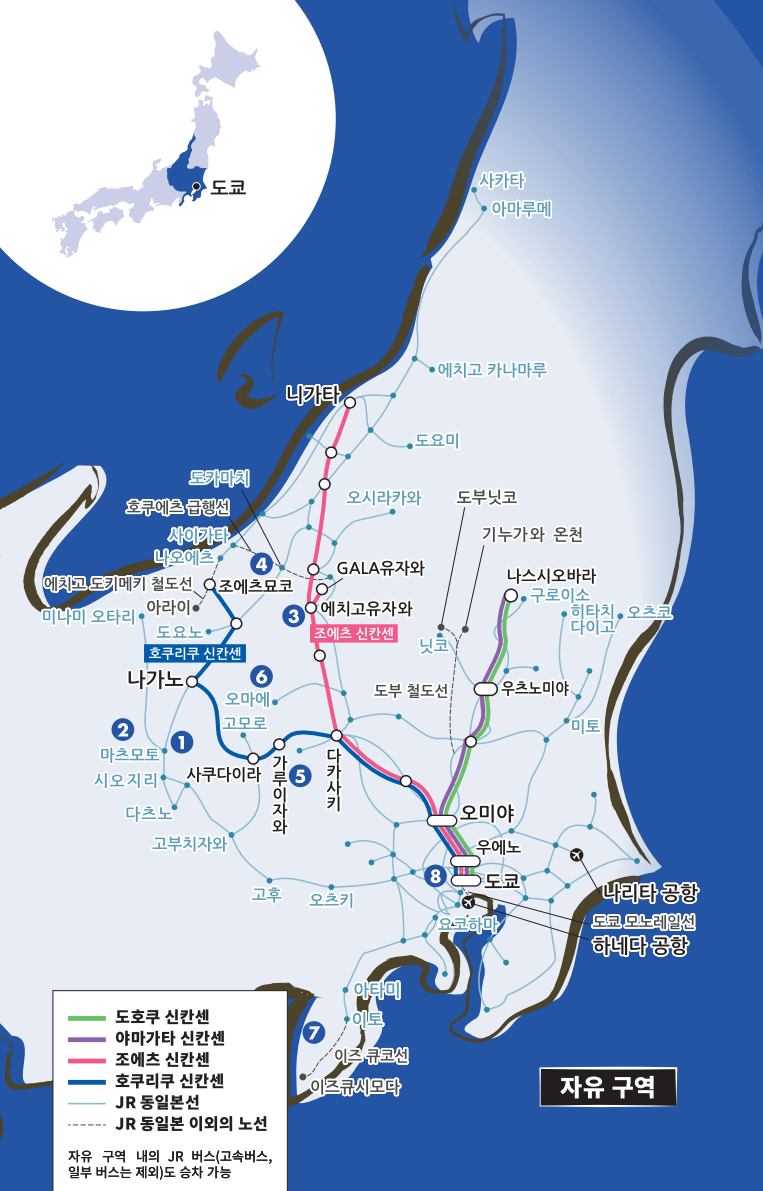 도쿄
사카타
아마루메
에치고 카나마루
니가타
도요미
도카마치
호쿠에츠 급행선
오시라카와
도부닛코
사이가타
나오에츠
4
기누가와 온천
GALA유자와
에치고 도키메키 철도선
조에츠묘코
나스시오바라
구로이소
아라이
3
에치고유자와
히타치
다이고
오츠코
미나미 오타리
도요노
조에츠 신칸센
닛코
호쿠리쿠 신칸센
나가노
6
오마에
도부 철도선
우츠노미야
고모로
미토
2
1
마츠모토
시오지리
사쿠다이라
가루이자와
5
다카사키
다츠노
오미야
고부치자와
우에노
8
도쿄
고후
오츠키
나리타 공항
요코하마
도쿄 모노레일선
하네다 공항
아타미
이토
7
이즈 큐코선
이즈큐시모다
자유 구역
도호쿠 신칸센
야마가타 신칸센
조에츠 신칸센
호쿠리쿠 신칸센
JR 동일본선
JR 동일본 이외의 노선
자유 구역 내의 JR 버스(고속버스,
일부 버스는 제외)도 승차 가능